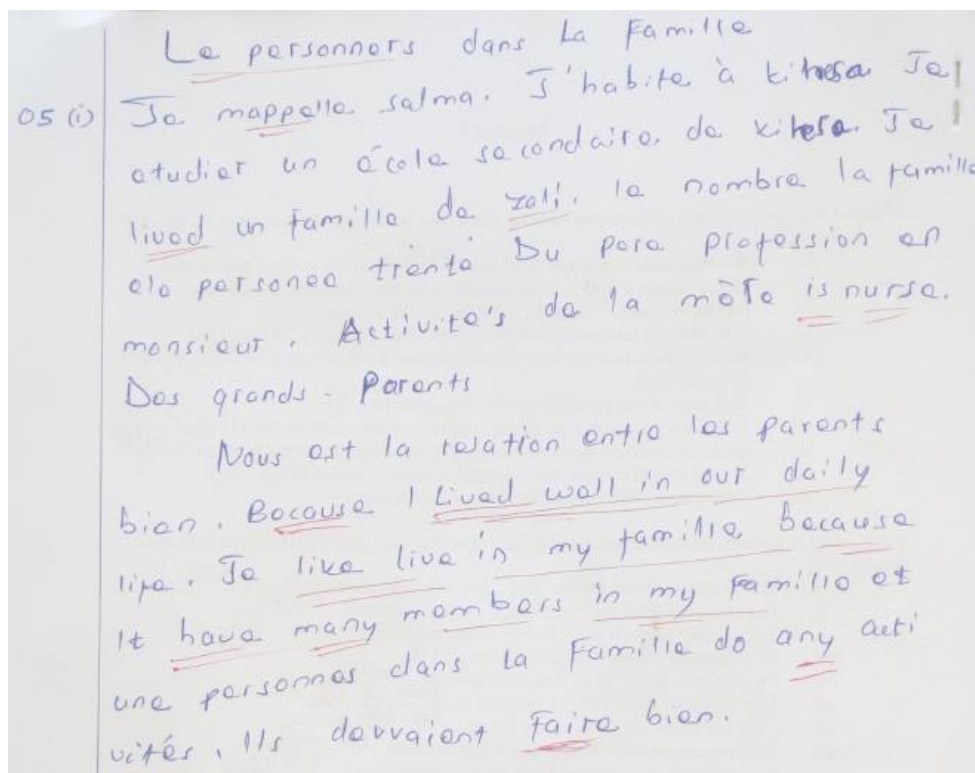 Le personners dans La Famille
05 (i) Je mappelle salma. J'habite à kitresa Je
etudier un école secondaire, de kitresa. Je
lived un famille de zali. le nombre la famille
ele personee trente Du pere profession en
monsieur. Activite's de la mère is nurse.
Des grands - Parents
Nous est la relation entre les parents
bien. Because I Lived well in our daily
life. Je like live in my famille because
It have many members in my Famille et
une personnes dans la Famille do any acti
vités. Ils devvaient Faire bien.